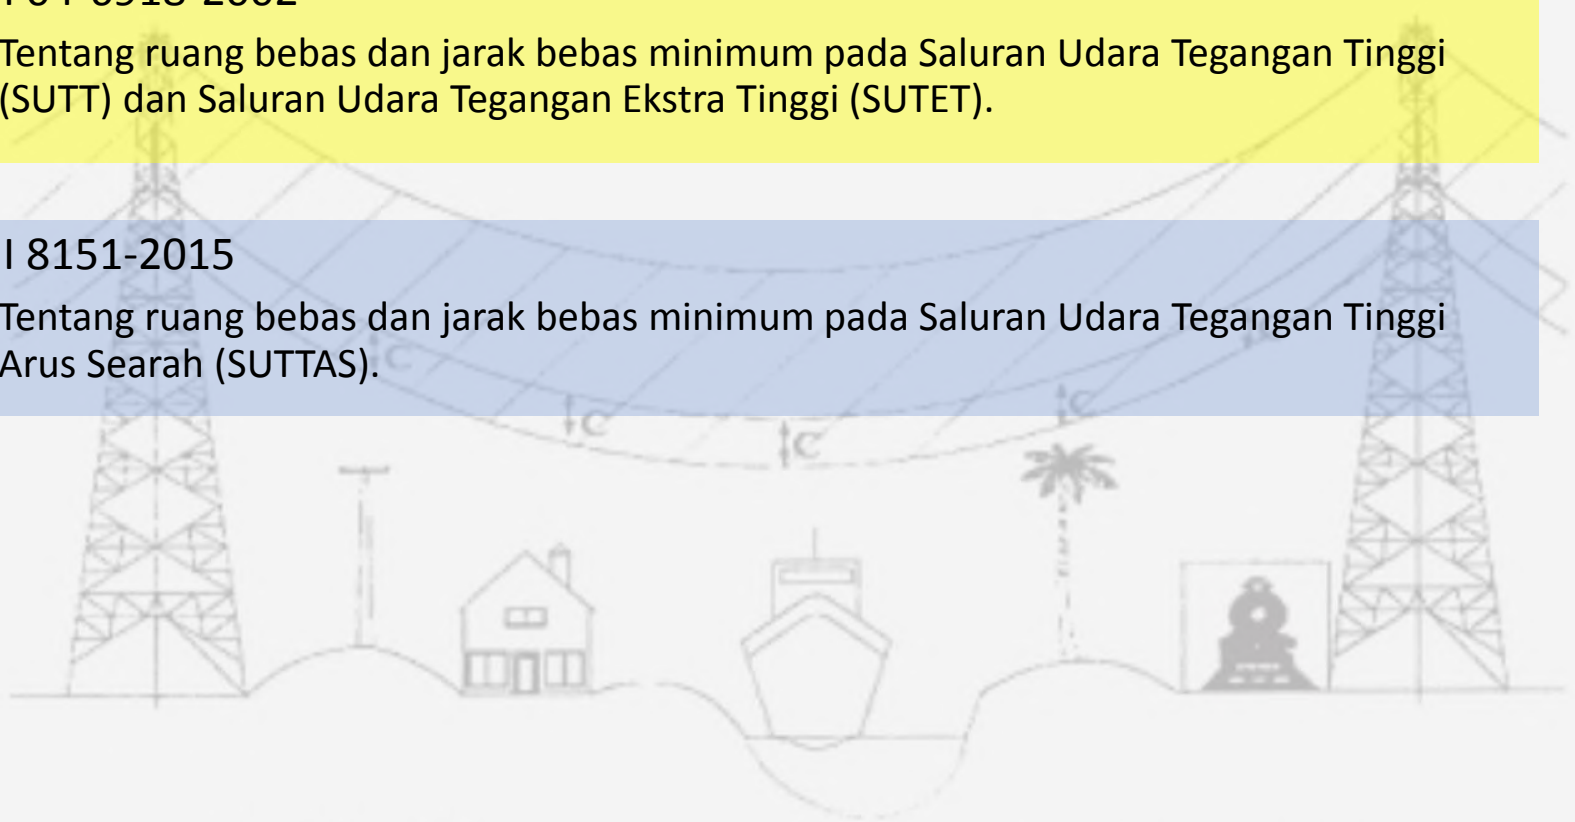 Tentang ruang bebas dan jarak bebas minimum pada Saluran Udara Tegangan Tinggi
(SUTT) dan Saluran Udara Tegangan Ekstra Tinggi (SUTET).
I 8151-2015
Tentang ruang bebas dan jarak bebas minimum pada Saluran Udara Tegangan Tinggi
Arus Searah (SUTTAS).
C
C
C
C